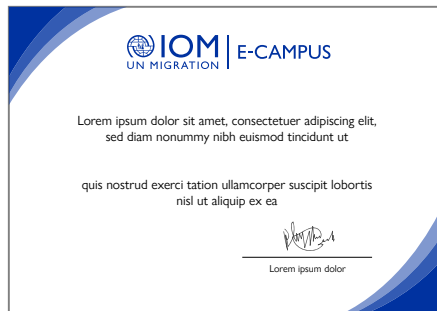 IOM
UN MIGRATION
E-CAMPUS
Lorem ipsum dolor sit amet, consectetuer adipiscing elit,
sed diam nonummy nibh euismod tincidunt ut
quis nostrud exerci tation ullamcorper suscipit lobortis
nisl ut aliquip ex ea
Lorem ipsum dolor